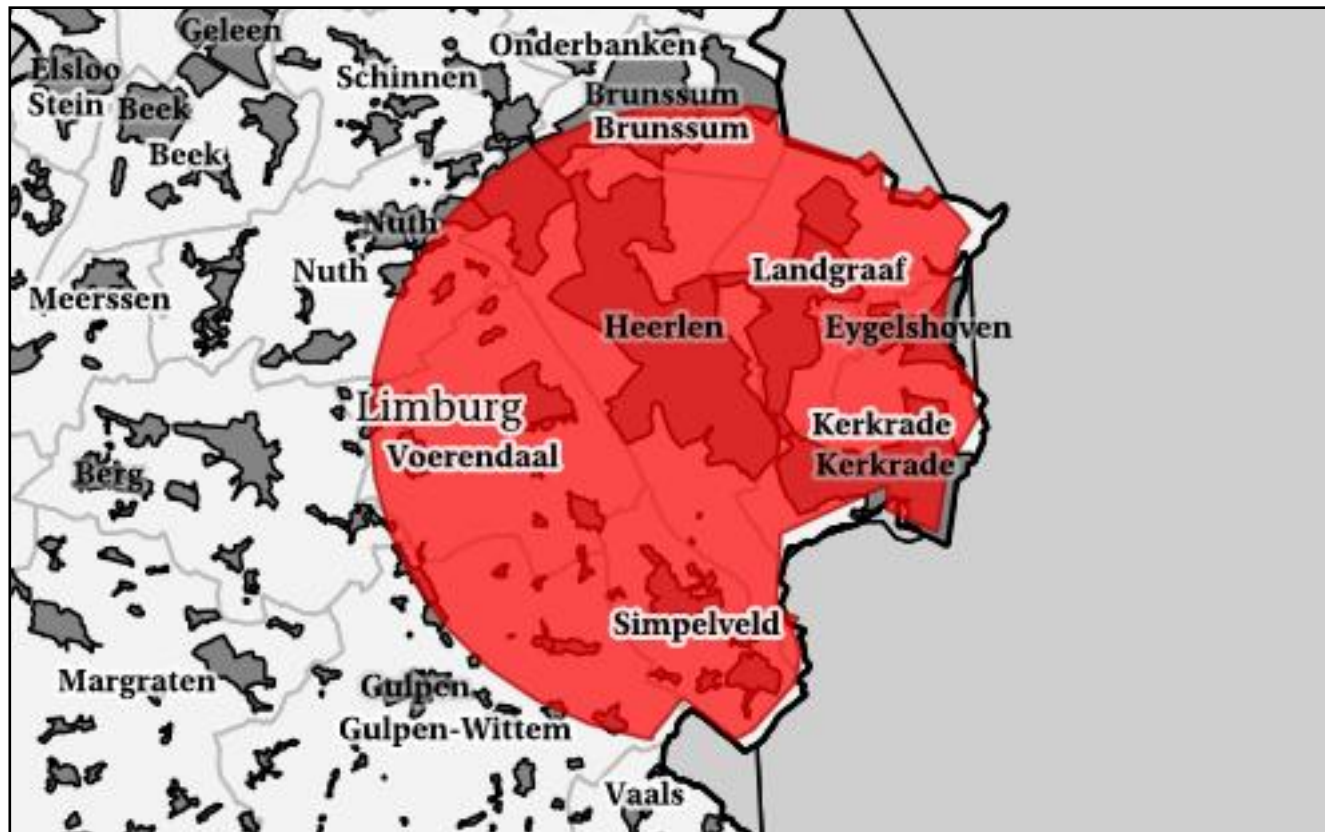 Geleen
Onderbanken
Elsloo
Schinnen
Stein
Beek
Brunssum
Brunssum
Beek
Nuth
Nuth
Landgraaf
Meerssen
Heerlen
Eygelshoven
Limburg
Kerkrade
Voerendaal
Kerkrade
Berg
Simpelveld
Margraten
Gulpen
Gulpen-Wittem
Vaals